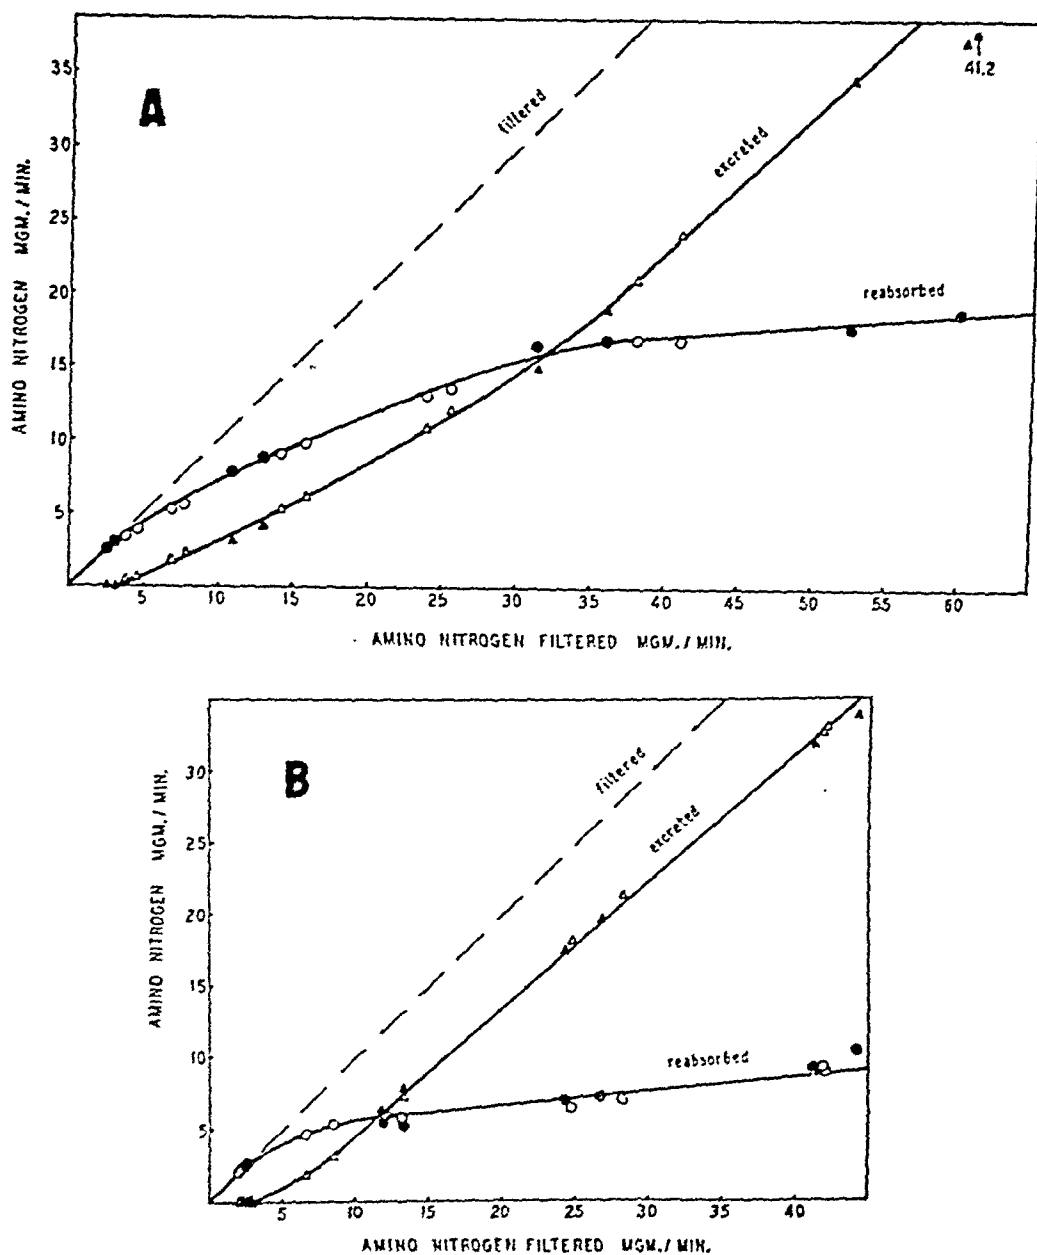 A
AMINO NITROGEN MGM./MIN.
35
30
25
20
15
10
5
filtered
excreted
reabsorbed
41.2
5 10 15 20 25 30 35 40 45 50 55 60
AMINO NITROGEN FILTERED MGM./MIN.
B
AMINO NITROGEN MGM./MIN.
30
25
20
15
10
5
filtered
excreted
reabsorbed
5 10 15 20 25 30 35 40
AMINO NITROGEN FILTERED MGM./MIN.